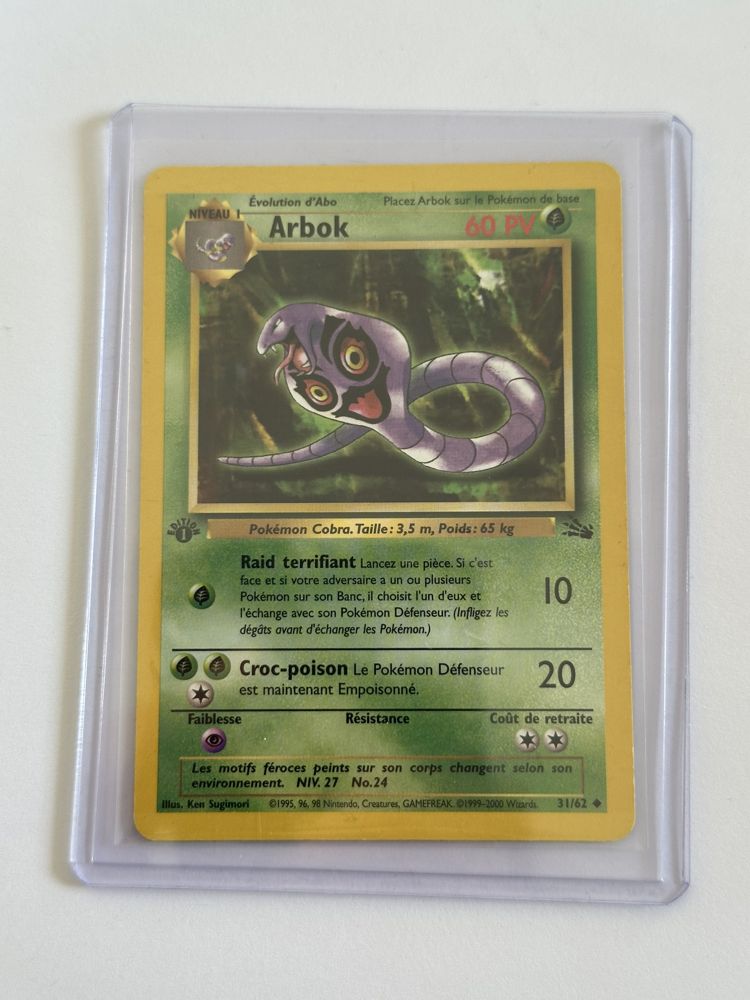 Évolution d'Abo
Placez Arbok sur le Pokémon de base
NIVEAU 1
Arbok
60 PV
EDITION
1
Pokémon Cobra. Taille: 3,5 m, Poids: 65 kg
Raid terrifiant Lancez une pièce. Si c'est
face et si votre adversaire a un ou plusieurs
Pokémon sur son Banc, il choisit l'un d'eux et
l'échange avec son Pokémon Défenseur. (Infligez les
dégâts avant d'échanger les Pokémon.)
10
Croc-poison Le Pokémon Défenseur
est maintenant Empoisonné.
20
Faiblesse
Résistance
Coût de retraite
Les motifs féroces peints sur son corps changent selon son
environnement. NIV. 27 No. 24
Illus. Ken Sugimori
©1995, 96, 98 Nintendo, Creatures, GAMEFREAK. ©1999-2000 Wizards.
31/62